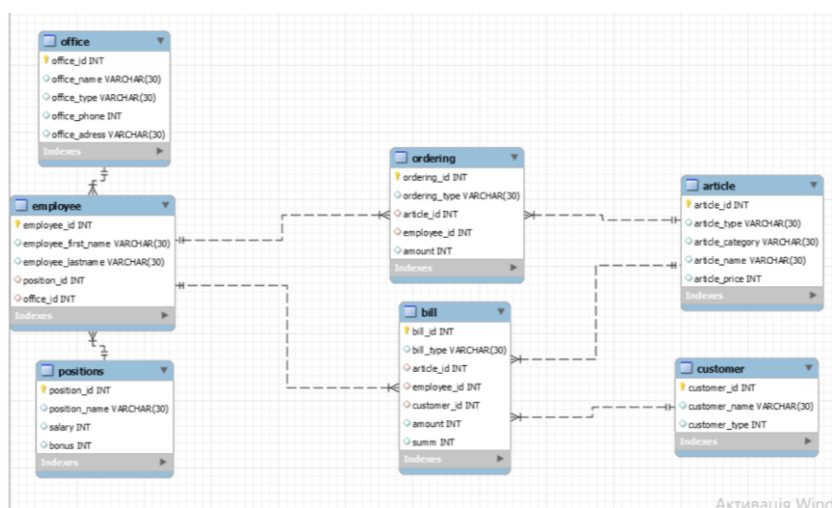 office
office_id INT
office_name VARCHAR(30)
office_type VARCHAR(30)
office_phone INT
office_adress VARCHAR(30)
Indexes
employee
employee_id INT
employee_first_name VARCHAR(30)
employee_lastname VARCHAR(30)
position_id INT
office_id INT
Indexes
positions
position_id INT
position_name VARCHAR(30)
salary INT
bonus INT
Indexes
ordering
ordering_id INT
ordering_type VARCHAR(30)
article_id INT
employee_id INT
amount INT
Indexes
bill
bill_id INT
bill_type VARCHAR(30)
article_id INT
employee_id INT
customer_id INT
amount INT
summ INT
Indexes
article
article_id INT
article_type VARCHAR(30)
article_category VARCHAR(30)
article_name VARCHAR(30)
article_price INT
Indexes
customer
customer_id INT
customer_name VARCHAR(30)
customer_type INT
Indexes
Активація Wind